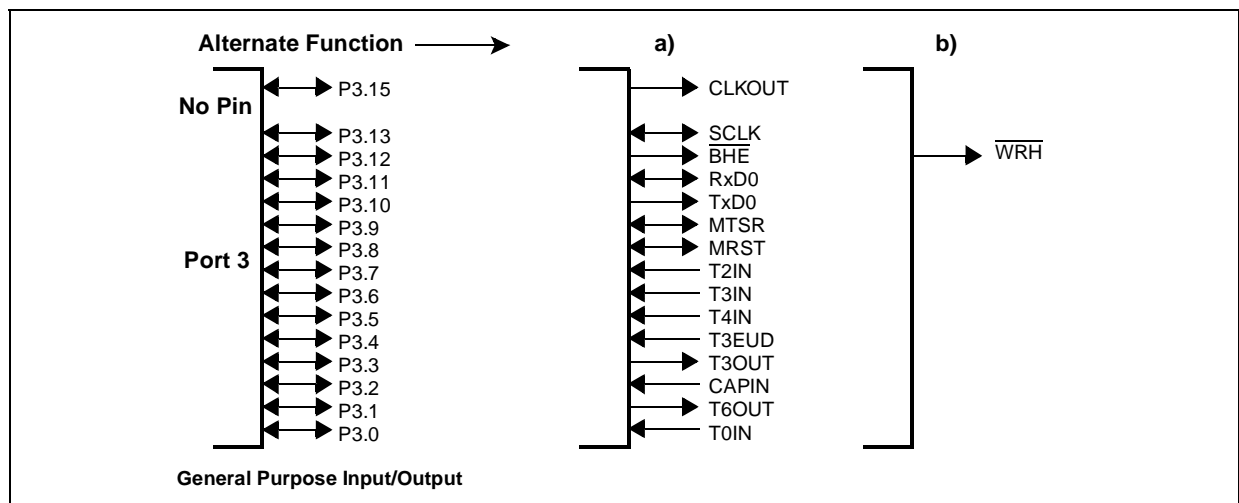 Alternate Function a) b)
No Pin
Port 3
P3.15 CLKOUT
P3.13 SCLK
P3.12 BHE WRH
P3.11 RxD0
P3.10 TxD0
P3.9 MTSR
P3.8 MRST
P3.7 T2IN
P3.6 T3IN
P3.5 T4IN
P3.4 T3EUD
P3.3 T3OUT
P3.2 CAPIN
P3.1 T6OUT
P3.0 T0IN
General Purpose Input/Output